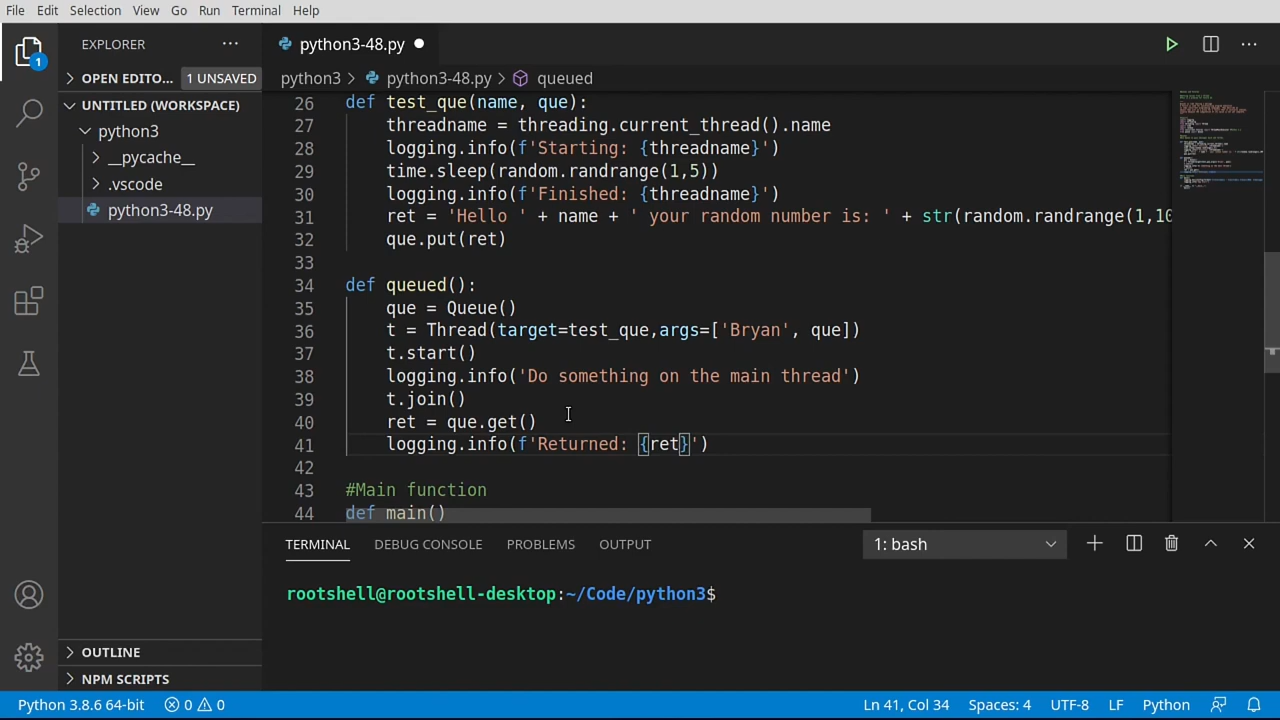 File Edit Selection View Go Run Terminal Help
EXPLORER ···
python3-48.py
1
OPEN EDITO... 1 UNSAVED
python3 > python3-48.py > queued
UNTITLED (WORKSPACE)
python3
__pycache__
.vscode
python3-48.py
26 def test_que(name, que):
27 threadname = threading.current_thread().name
28 logging.info(f'Starting: {threadname}')
29 time.sleep(random.randrange(1,5))
30 logging.info(f'Finished: {threadname}')
31 ret = 'Hello ' + name + ' your random number is: ' + str(random.randrange(1,10
32 que.put(ret)
33
34 def queued():
35 que = Queue()
36 t = Thread(target=test_que,args=['Bryan', que])
37 t.start()
38 logging.info('Do something on the main thread')
39 t.join()
40 ret = que.get()
41 logging.info(f'Returned: {ret}')
42
43 #Main function
44 def main()
TERMINAL DEBUG CONSOLE PROBLEMS OUTPUT 1: bash
rootshell@rootshell-desktop:~/Code/python3$
OUTLINE
NPM SCRIPTS
Python 3.8.6 64-bit 0 0 Ln 41, Col 34 Spaces: 4 UTF-8 LF Python